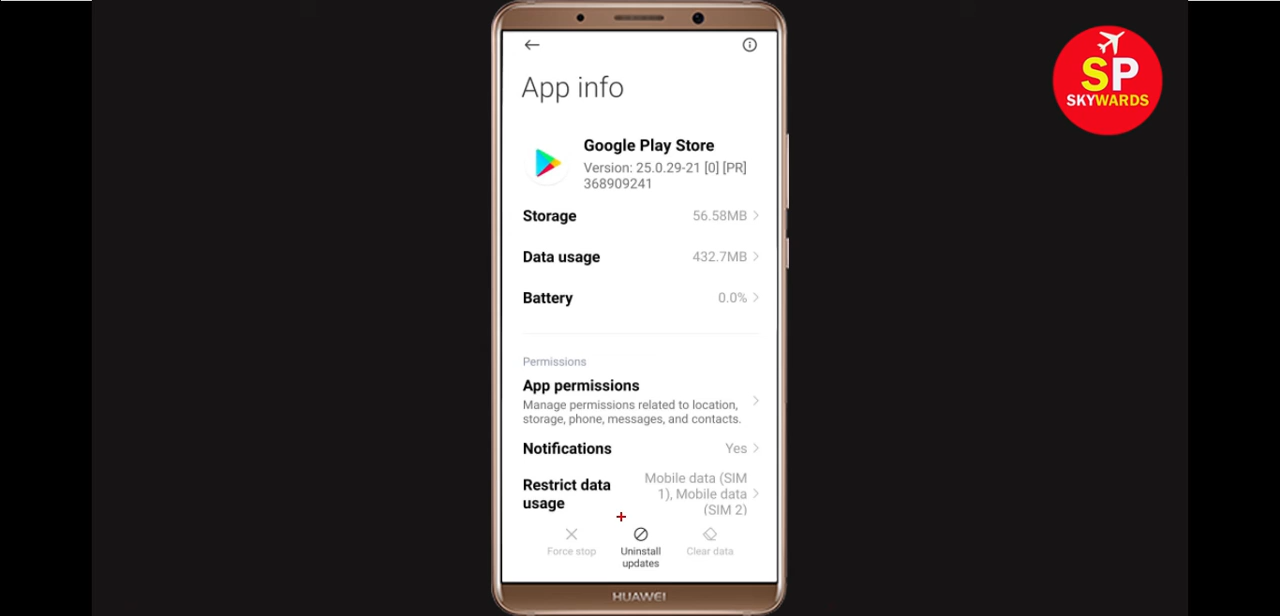 App info
Google Play Store
Version: 25.0.29-21 [0] [PR]
368909241
Storage 56.58MB
Data usage 432.7MB
Battery 0.0%
Permissions
App permissions
Manage permissions related to location,
storage, phone, messages, and contacts.
Notifications Yes
Restrict data
usage
Mobile data (SIM
1), Mobile data
(SIM 2)
Force stop
Uninstall
updates
Clear data
HUAWEI
SP
SKYWARDS